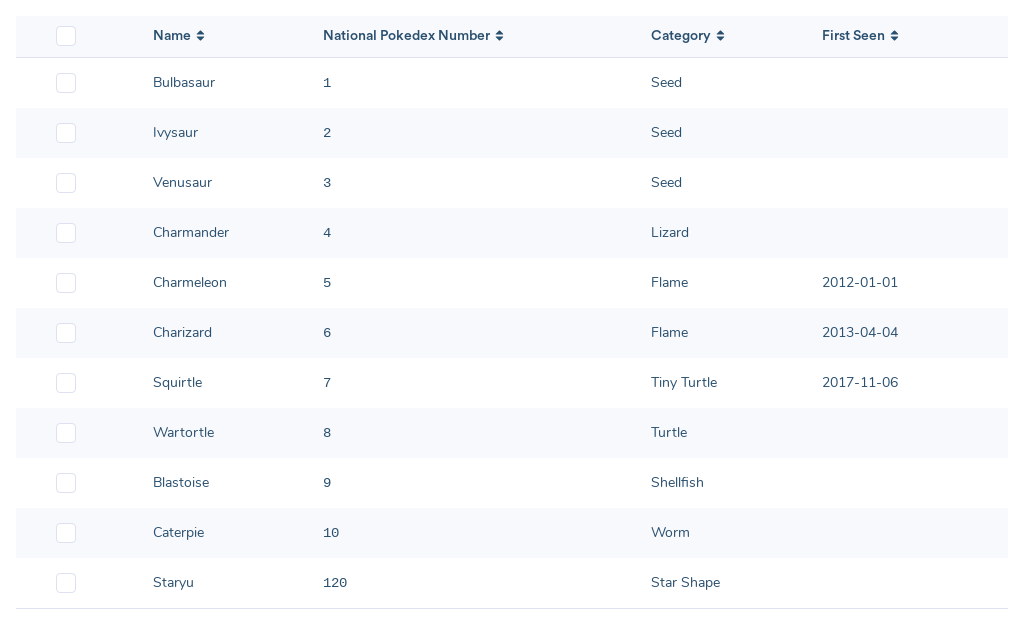 Name National Pokedex Number Category First Seen
Bulbasaur 1 Seed
Ivysaur 2 Seed
Venusaur 3 Seed
Charmander 4 Lizard
Charmeleon 5 Flame 2012-01-01
Charizard 6 Flame 2013-04-04
Squirtle 7 Tiny Turtle 2017-11-06
Wartortle 8 Turtle
Blastoise 9 Shellfish
Caterpie 10 Worm
Staryu 120 Star Shape